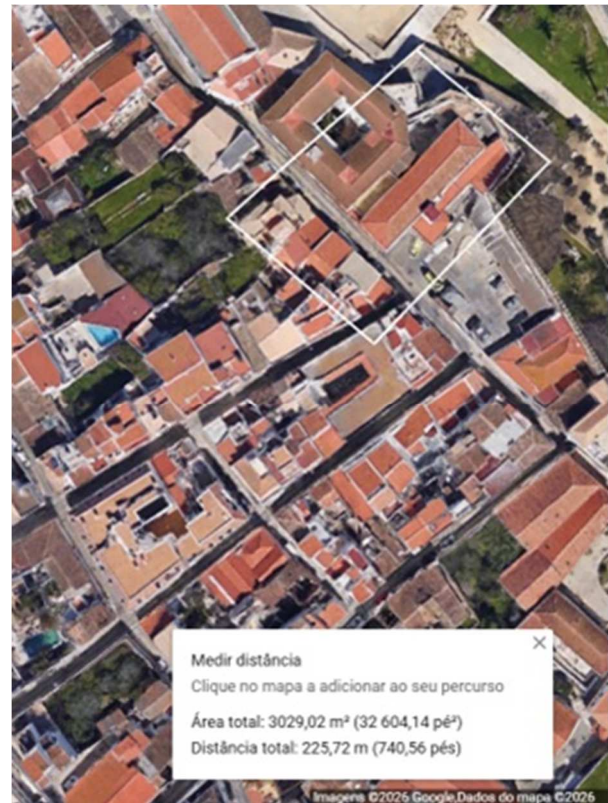 Medir distância
Clique no mapa a adicionar ao seu percurso
Área total: 3029,02 m² (32 604,14 pé²)
Distância total: 225,72 m (740,56 pés)
Imagens ©2026 Google,Dados do mapa ©2026